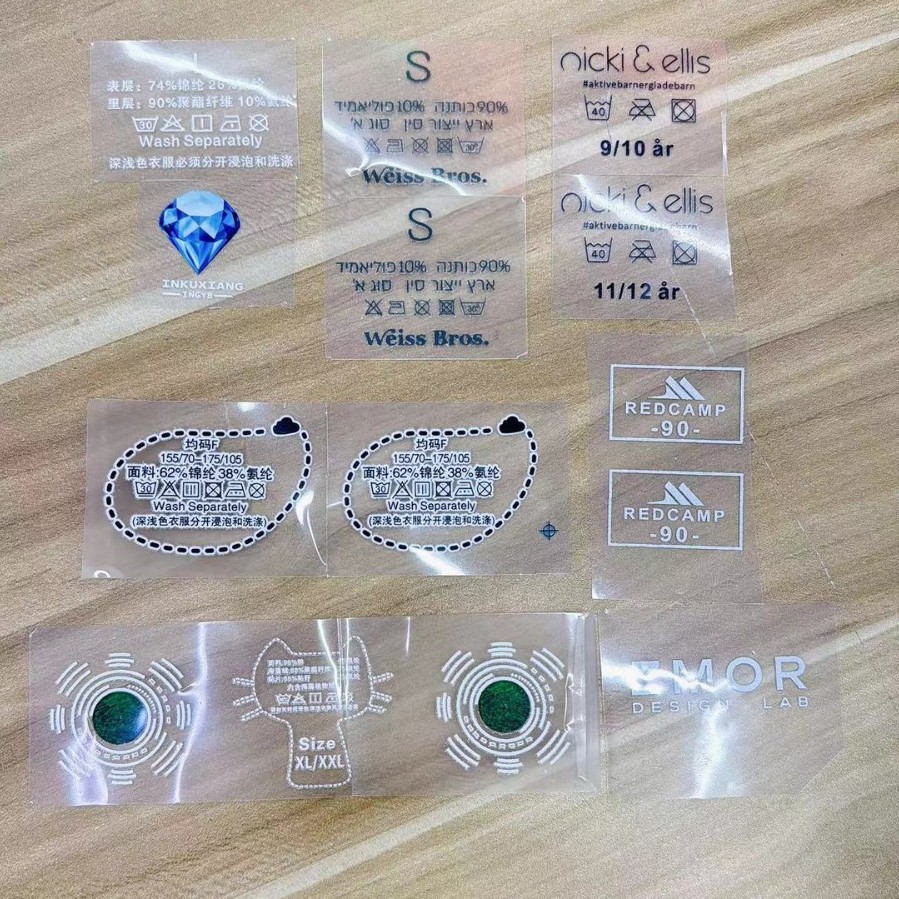 L
表层：74%锦纶 26%氨纶
里层：90%聚酯纤维 10%氨纶
30
Wash Separately
深浅色衣服必须分开浸泡和洗涤
INKUXIANG
INGYB
S
90%כותנה 10%פוליאמיד
ארץ ייצור סין סוג א'
30°
Weiss Bros.
S
90%כותנה 10%פוליאמיד
ארץ ייצור סין סוג א'
30°
Weiss Bros.
nicki & ellis
#aktivebarnergladebarn
40
9/10 år
nicki & ellis
#aktivebarnergladebarn
40
11/12 år
REDCAMP
-90-
REDCAMP
-90-
均码F
155/70-175/105
面料:62%锦纶 38%氨纶
30
Wash Separately
(深浅色衣服分开浸泡和洗涤)
均码F
155/70-175/105
面料:62%锦纶 38%氨纶
30
Wash Separately
(深浅色衣服分开浸泡和洗涤)
Size
XL/XXL
EMOR
DESIGN LAB